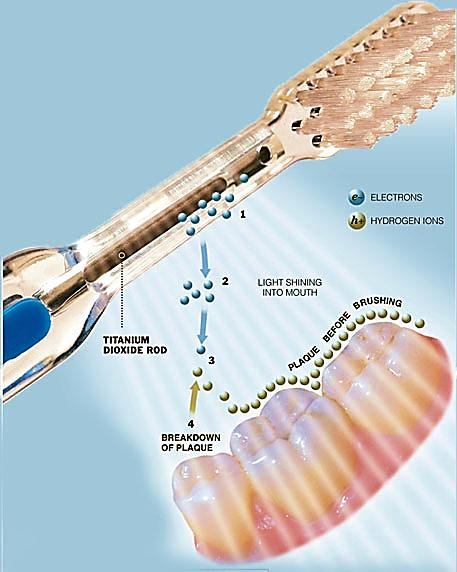 e- ELECTRONS
h+ HYDROGEN IONS
1
2
LIGHT SHINING
INTO MOUTH
TITANIUM
DIOXIDE ROD
3
PLAQUE BEFORE BRUSHING
4
BREAKDOWN
OF PLAQUE